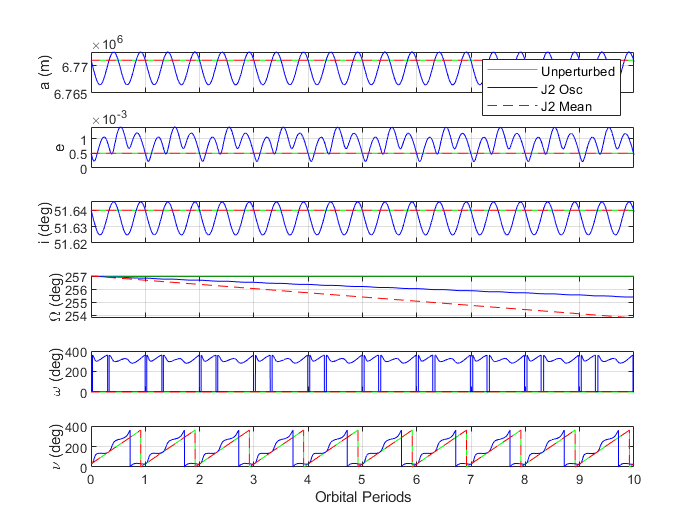 ×10^6
a (m)
6.77
6.765
Unperturbed
J2 Osc
J2 Mean
×10^-3
e
1
0.5
0
i (deg)
51.64
51.63
51.62
Ω (deg)
257
256
255
254
ω (deg)
400
200
0
ν (deg)
400
200
0
0 1 2 3 4 5 6 7 8 9 10
Orbital Periods